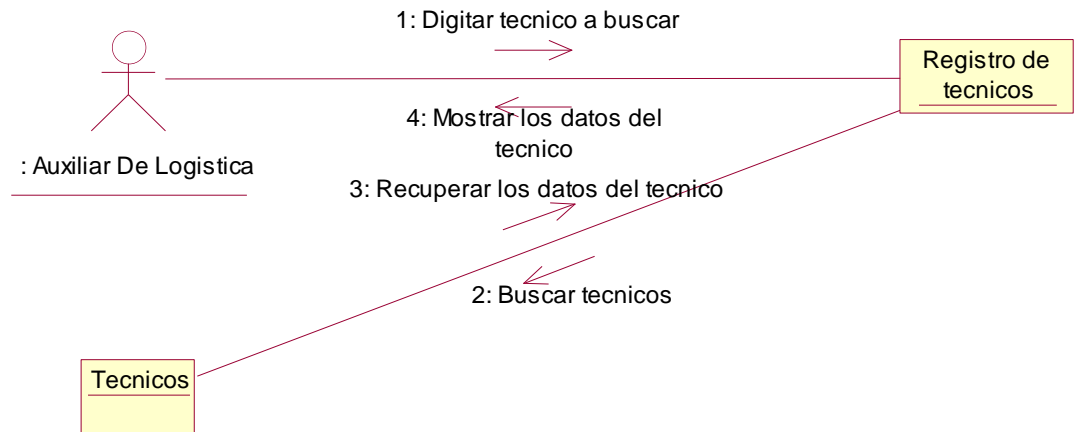 1: Digitar tecnico a buscar
Registro de
tecnicos
4: Mostrar los datos del
tecnico
: Auxiliar De Logistica
3: Recuperar los datos del tecnico
2: Buscar tecnicos
Tecnicos